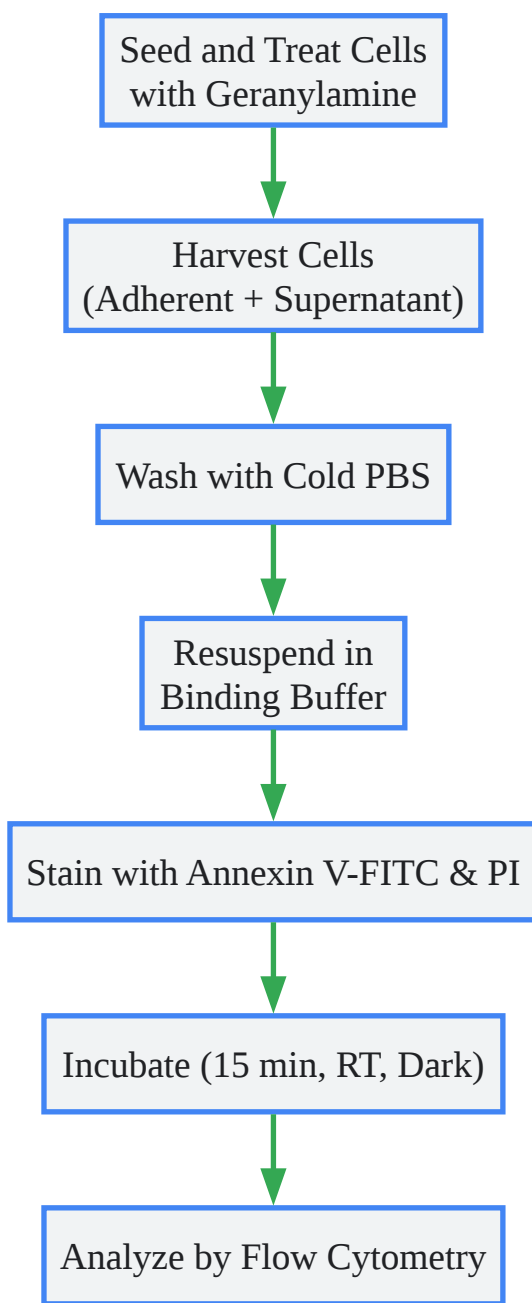 Seed and Treat Cells
with Geranylamine
Harvest Cells
(Adherent + Supernatant)
Wash with Cold PBS
Resuspend in
Binding Buffer
Stain with Annexin V-FITC & PI
Incubate (15 min, RT, Dark)
Analyze by Flow Cytometry